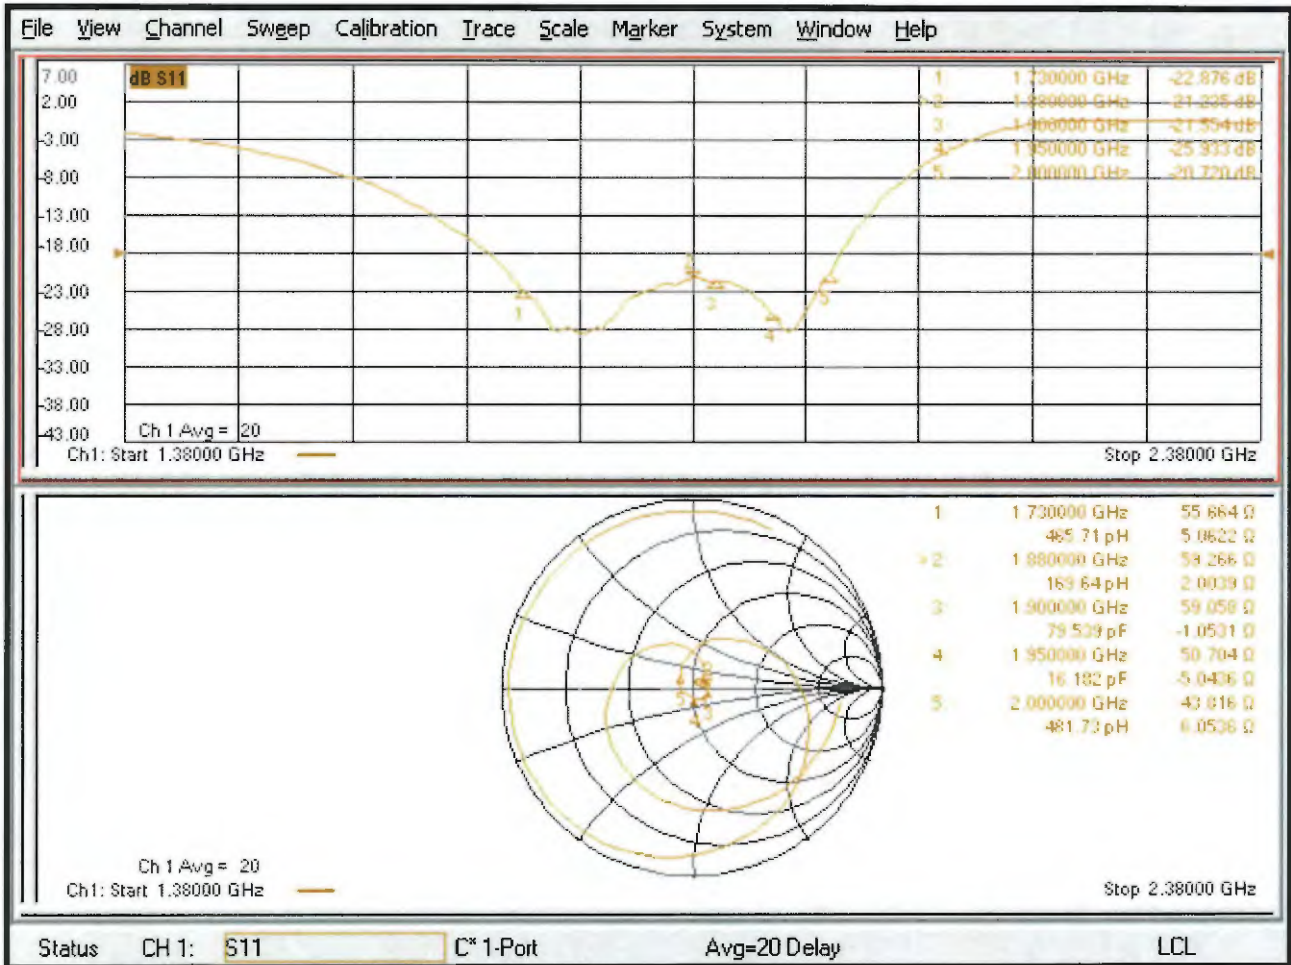 File View Channel Sweep Calibration Trace Scale Marker System Window Help
7.00 dB S11
2.00
-3.00
-8.00
-13.00
-18.00
-23.00
-28.00
-33.00
-38.00
-43.00
1: 1.730000 GHz -22.876 dB
> 2: 1.880000 GHz -21.335 dB
3: 1.900000 GHz -21.554 dB
4: 1.950000 GHz -25.933 dB
5: 2.000000 GHz -20.720 dB
1
2
3
4
5
Ch 1 Avg = 20
Ch1: Start 1.38000 GHz
Stop 2.38000 GHz
1: 1.730000 GHz 55.664 Ω
465.71 pH 5.0622 Ω
> 2: 1.880000 GHz 59.266 Ω
169.64 pH 2.0039 Ω
3: 1.900000 GHz 59.058 Ω
79.539 pF -1.0531 Ω
4: 1.950000 GHz 50.704 Ω
16.182 pF -5.0436 Ω
5: 2.000000 GHz 43.816 Ω
481.73 pH 6.0536 Ω
Ch 1 Avg = 20
Ch1: Start 1.38000 GHz
Stop 2.38000 GHz
Status CH 1: S11 C* 1-Port Avg=20 Delay LCL